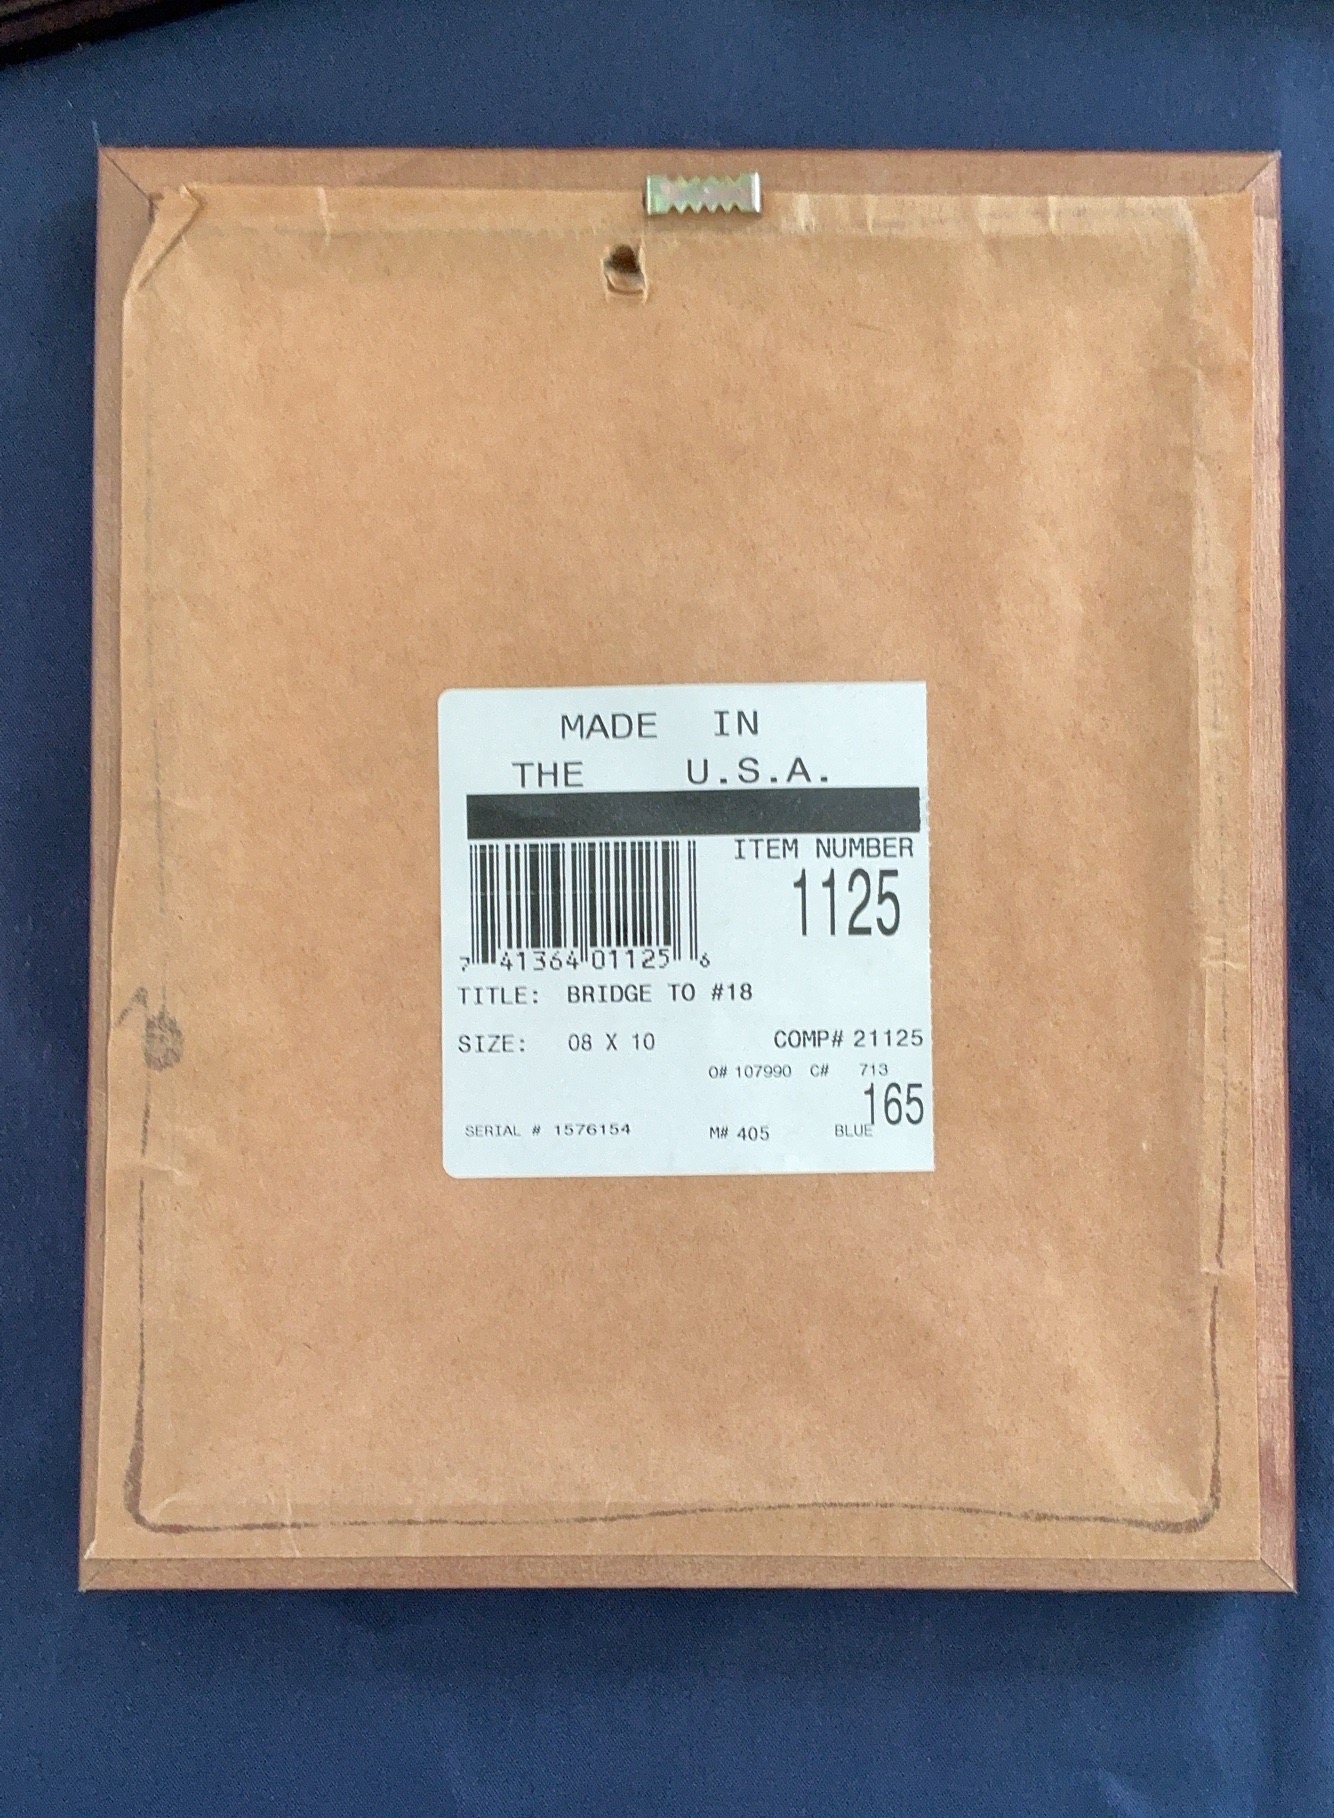 MADE IN
THE U.S.A.
ITEM NUMBER
1125
7 41364 01125 6
TITLE: BRIDGE TO #18
SIZE: 08 X 10 COMP# 21125
O# 107990 C# 713
165
SERIAL # 1576154 M# 405 BLUE